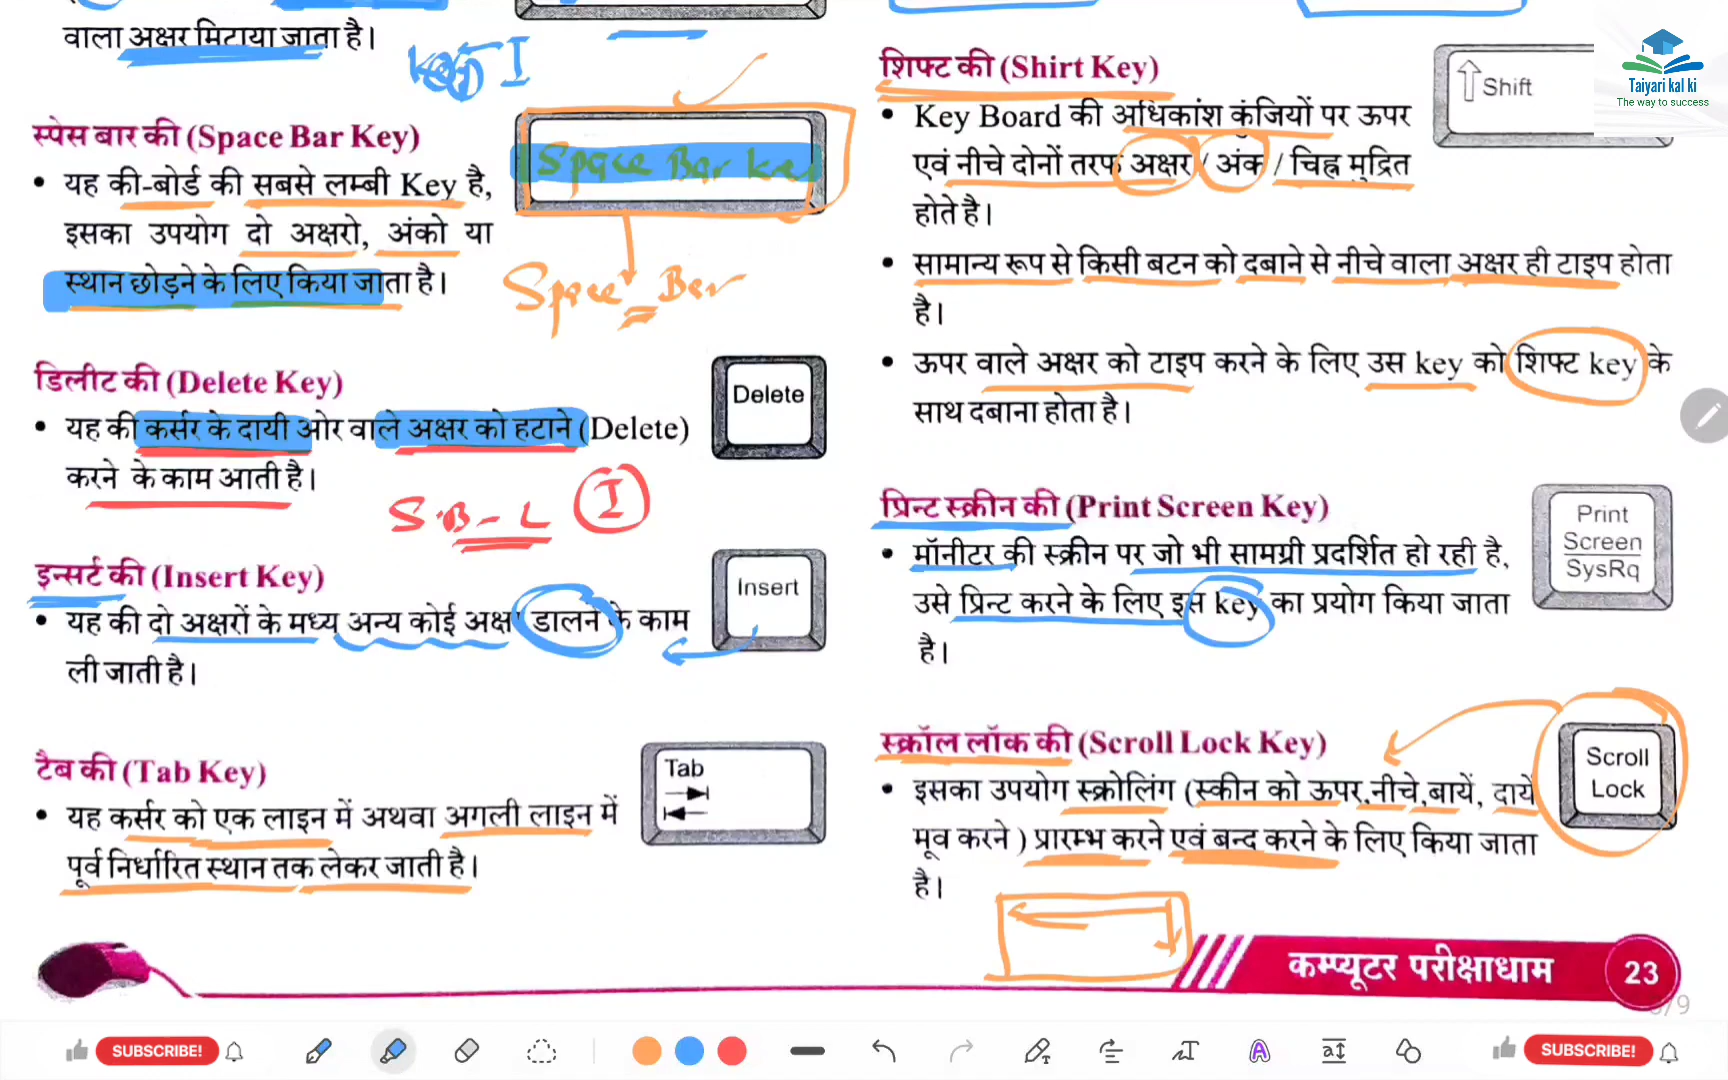 वाला अक्षर मिटाया जाता है।
I
स्पेस बार की (Space Bar Key)
• यह की-बोर्ड की सबसे लम्बी Key है,
इसका उपयोग दो अक्षरो, अंको या
स्थान छोड़ने के लिए किया जाता है।
Space Bar Key
Space Bar
डिलीट की (Delete Key)
• यह की कर्सर के दायी ओर वाले अक्षर को हटाने (Delete)
करने के काम आती है।
Delete
S.B-L I
इन्सर्ट की (Insert Key)
• यह की दो अक्षरों के मध्य अन्य कोई अक्ष डालने के काम
ली जाती है।
Insert
टैब की (Tab Key)
• यह कर्सर को एक लाइन में अथवा अगली लाइन में
पूर्व निर्धारित स्थान तक लेकर जाती है।
Tab
शिफ्ट की (Shirt Key)
• Key Board की अधिकांश कुंजियों पर ऊपर
एवं नीचे दोनों तरफ अक्षर / अंक / चिह्न मुद्रित
होते है।
• सामान्य रूप से किसी बटन को दबाने से नीचे वाला अक्षर ही टाइप होता
है।
• ऊपर वाले अक्षर को टाइप करने के लिए उस key को शिफ्ट key के
साथ दबाना होता है।
Shift
Taiyari kal ki
The way to success
प्रिन्ट स्क्रीन की (Print Screen Key)
• मॉनीटर की स्क्रीन पर जो भी सामग्री प्रदर्शित हो रही है,
उसे प्रिन्ट करने के लिए इस key का प्रयोग किया जाता
है।
Print
Screen
SysRq
स्क्रॉल लॉक की (Scroll Lock Key)
• इसका उपयोग स्क्रोलिंग (स्कीन को ऊपर, नीचे, बायें, दायें
मूव करने ) प्रारम्भ करने एवं बन्द करने के लिए किया जाता
है।
Scroll
Lock
कम्प्यूटर परीक्षाधाम 23
/9
SUBSCRIBE!
SUBSCRIBE!